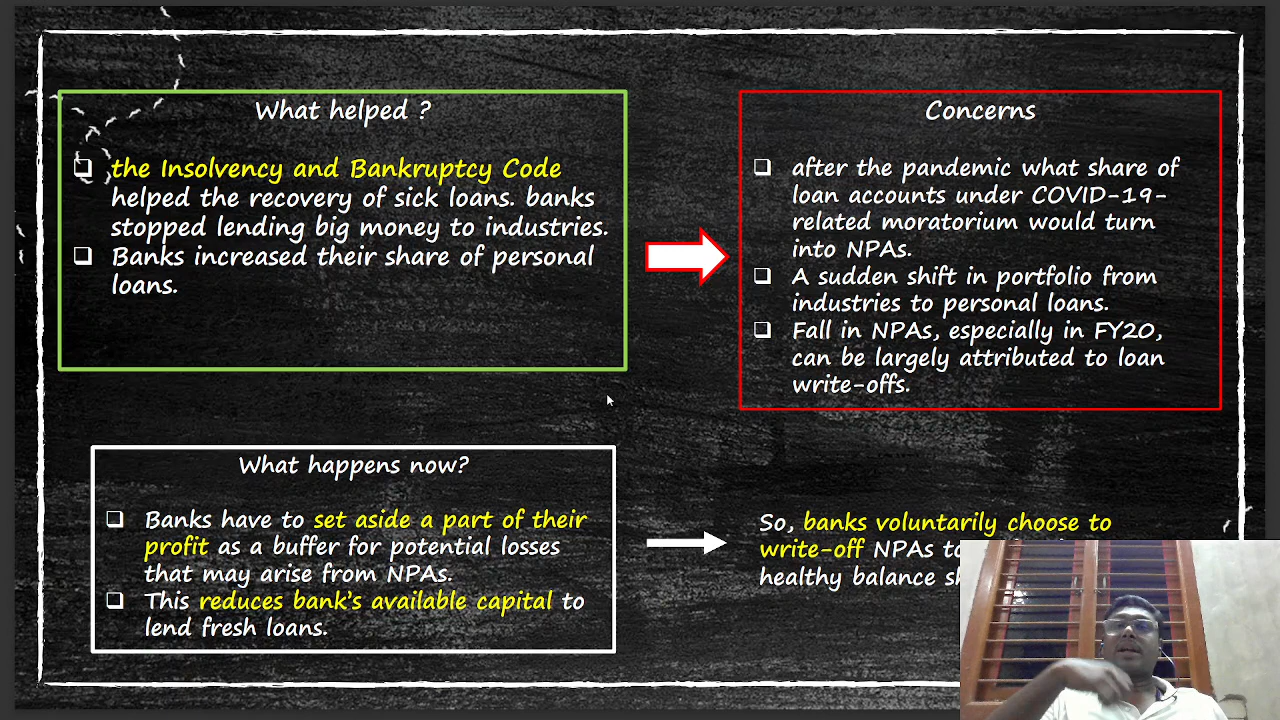 What helped ?
❑ the Insolvency and Bankruptcy Code
helped the recovery of sick loans. banks
stopped lending big money to industries.
❑ Banks increased their share of personal
loans.
Concerns
❑ after the pandemic what share of
loan accounts under COVID-19-
related moratorium would turn
into NPAs.
❑ A sudden shift in portfolio from
industries to personal loans.
❑ Fall in NPAs, especially in FY20,
can be largely attributed to loan
write-offs.
What happens now?
❑ Banks have to set aside a part of their
profit as a buffer for potential losses
that may arise from NPAs.
❑ This reduces bank's available capital to
lend fresh loans.
So, banks voluntarily choose to
write-off NPAs to
healthy balance